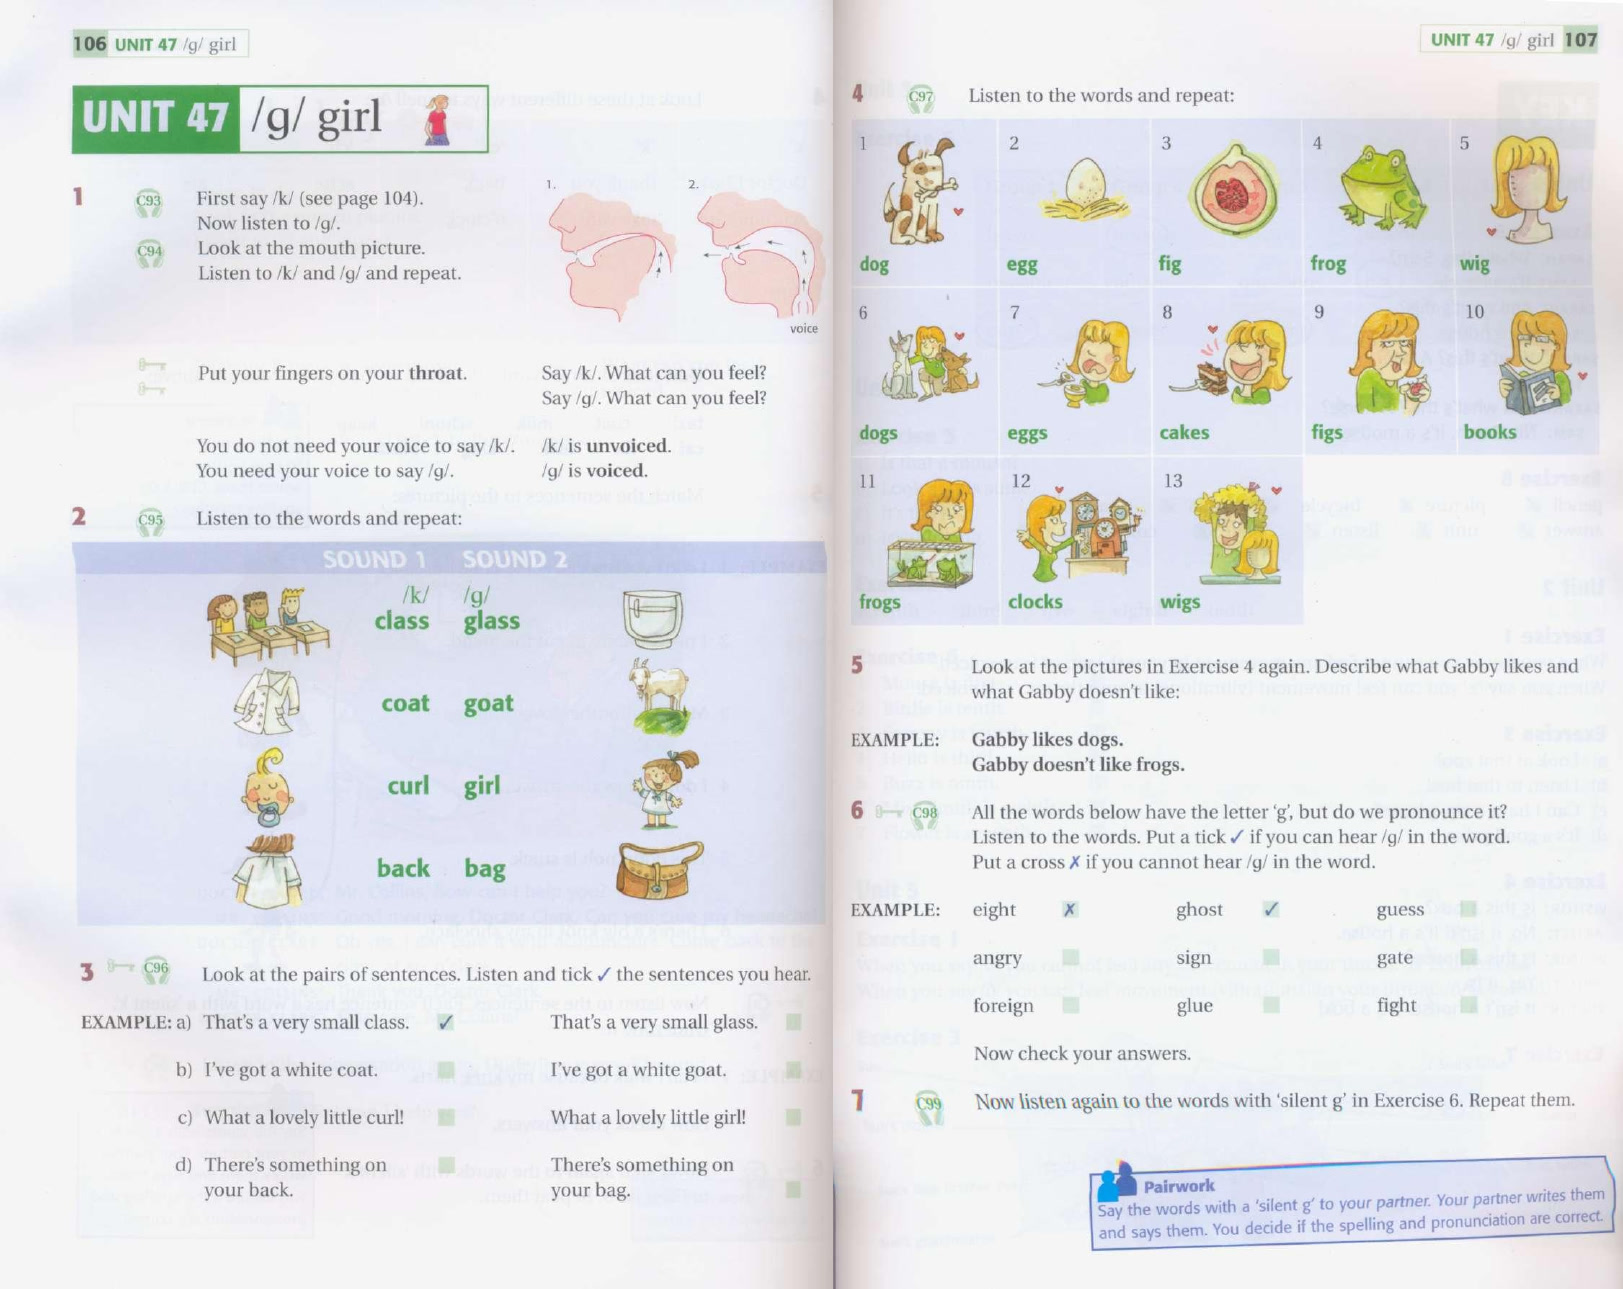 106 UNIT 47 /g/ girl
UNIT 47 /g/ girl
1
C93
First say /k/ (see page 104).
Now listen to /g/.
C94
Look at the mouth picture.
Listen to /k/ and /g/ and repeat.
1.
2.
voice
Put your fingers on your throat.
Say /k/. What can you feel?
Say /g/. What can you feel?
You do not need your voice to say /k/.
/k/ is unvoiced.
You need your voice to say /g/.
/g/ is voiced.
2
C95
Listen to the words and repeat:
SOUND 1 SOUND 2
/k/ /g/
class glass
coat goat
curl girl
back bag
3
C96
Look at the pairs of sentences. Listen and tick ✓ the sentences you hear.
EXAMPLE: a) That's a very small class. ✓ That's a very small glass.
b) I've got a white coat. I've got a white goat.
c) What a lovely little curl! What a lovely little girl!
d) There's something on There's something on
your back. your bag.
UNIT 47 /g/ girl 107
4
C97
Listen to the words and repeat:
1 2 3 4 5
dog egg fig frog wig
6 7 8 9 10
dogs eggs cakes figs books
11 12 13
frogs clocks wigs
5
Look at the pictures in Exercise 4 again. Describe what Gabby likes and
what Gabby doesn't like:
EXAMPLE: Gabby likes dogs.
Gabby doesn't like frogs.
6
C98
All the words below have the letter 'g', but do we pronounce it?
Listen to the words. Put a tick ✓ if you can hear /g/ in the word.
Put a cross ✗ if you cannot hear /g/ in the word.
EXAMPLE: eight ✗ ghost ✓ guess
angry sign gate
foreign glue fight
Now check your answers.
7
C99
Now listen again to the words with 'silent g' in Exercise 6. Repeat them.
Pairwork
Say the words with a 'silent g' to your partner. Your partner writes them
and says them. You decide if the spelling and pronunciation are correct.